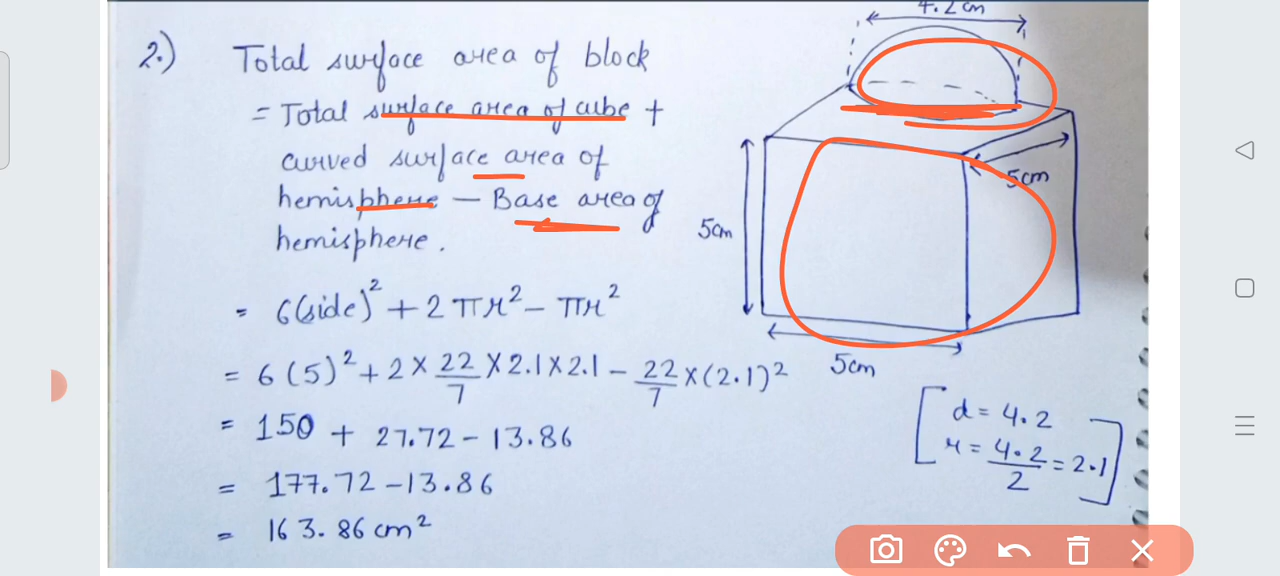 2.) Total surface area of block
= Total surface area of cube +
curved surface area of
hemisphere — Base area of
hemisphere.
= 6(side)² + 2πr² – πr²
= 6(5)² + 2 × 22/7 × 2.1 × 2.1 – 22/7 × (2.1)²
= 150 + 27.72 – 13.86
= 177.72 – 13.86
= 163.86 cm²
4.2 cm
5cm
5cm
5cm
d = 4.2
r = 4.2/2 = 2.1